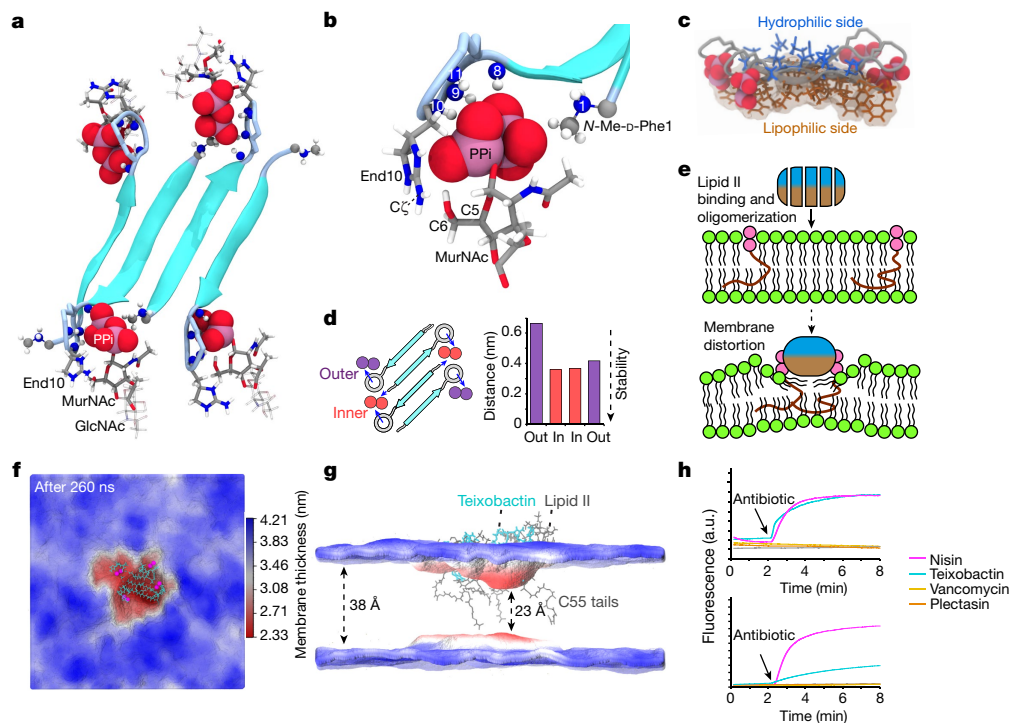 a
PPi
End10
MurNAc
GlcNAc
b
11
8
9
10
1
N-Me-D-Phe1
PPi
End10
Cζ
C5
C6
MurNAc
c
Hydrophilic side
Lipophilic side
d
Outer
Inner
Distance (nm)
0.6
0.4
0.2
0
Out In In Out
Stability
e
Lipid II
binding and
oligomerization
Membrane
distortion
f
After 260 ns
Membrane thickness (nm)
4.21
3.83
3.46
3.08
2.71
2.33
g
Teixobactin Lipid II
38 Å
23 Å
C55 tails
h
Fluorescence (a.u.)
Antibiotic
0 2 4 6 8
Time (min)
Antibiotic
0 2 4 6 8
Time (min)
Nisin
Teixobactin
Vancomycin
Plectasin